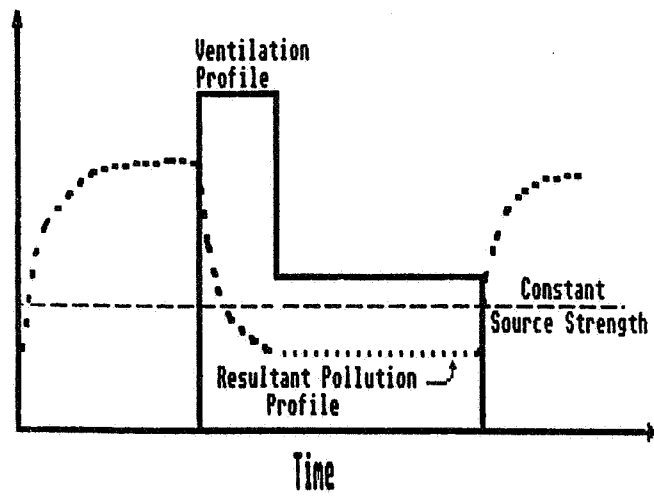 Ventilation
Profile
Constant
Source Strength
Resultant Pollution
Profile
Time